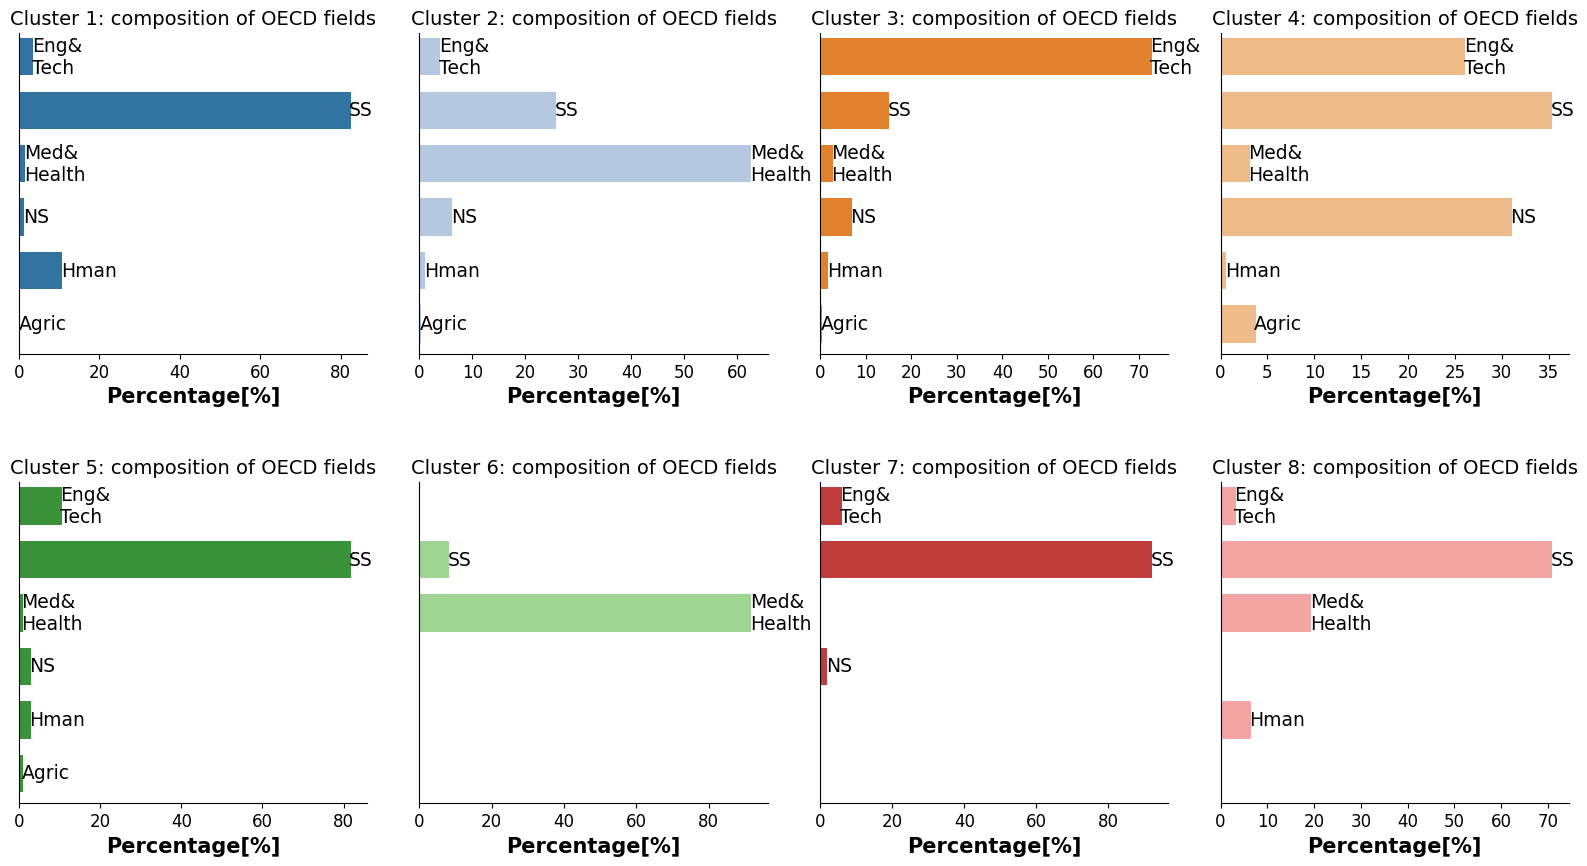 Cluster 1: composition of OECD fields
Eng&
Tech
SS
Med&
Health
NS
Hman
Agric
0 20 40 60 80
Percentage[%]
Cluster 2: composition of OECD fields
Eng&
Tech
SS
Med&
Health
NS
Hman
Agric
0 10 20 30 40 50 60
Percentage[%]
Cluster 3: composition of OECD fields
Eng&
Tech
SS
Med&
Health
NS
Hman
Agric
0 10 20 30 40 50 60 70
Percentage[%]
Cluster 4: composition of OECD fields
Eng&
Tech
SS
Med&
Health
NS
Hman
Agric
0 5 10 15 20 25 30 35
Percentage[%]
Cluster 5: composition of OECD fields
Eng&
Tech
SS
Med&
Health
NS
Hman
Agric
0 20 40 60 80
Percentage[%]
Cluster 6: composition of OECD fields
SS
Med&
Health
0 20 40 60 80
Percentage[%]
Cluster 7: composition of OECD fields
Eng&
Tech
SS
NS
0 20 40 60 80
Percentage[%]
Cluster 8: composition of OECD fields
Eng&
Tech
SS
Med&
Health
Hman
0 10 20 30 40 50 60 70
Percentage[%]